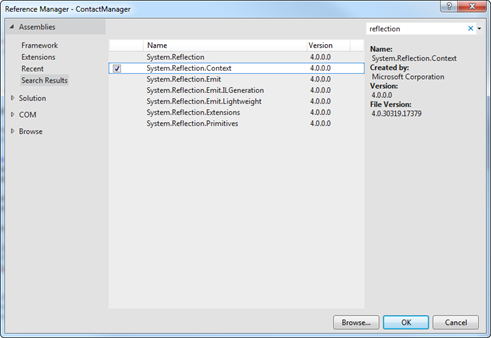 Reference Manager - ContactManager
Assemblies
Framework
Extensions
Recent
Search Results
Solution
COM
Browse
Name Version
System.Reflection 4.0.0.0
System.Reflection.Context 4.0.0.0
System.Reflection.Emit 4.0.0.0
System.Reflection.Emit.ILGeneration 4.0.0.0
System.Reflection.Emit.Lightweight 4.0.0.0
System.Reflection.Extensions 4.0.0.0
System.Reflection.Primitives 4.0.0.0
reflection
Name:
System.Reflection.Context
Created by:
Microsoft Corporation
Version:
4.0.0.0
File Version:
4.0.30319.17379
Browse... OK Cancel